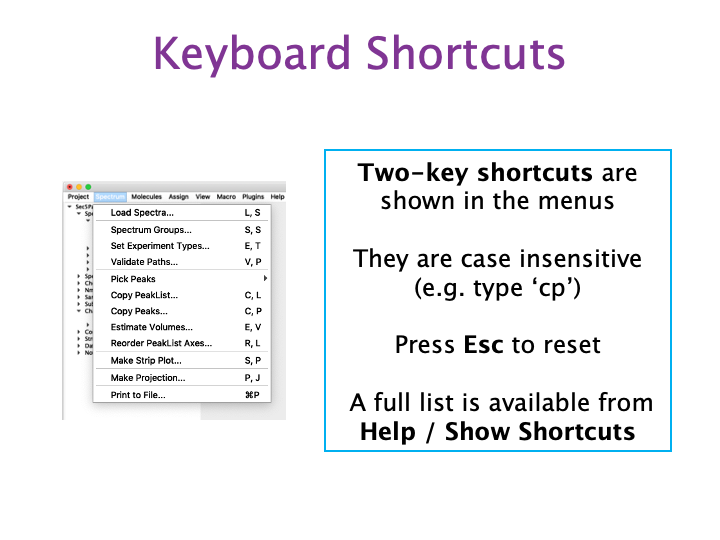 Keyboard Shortcuts
Project Spectrum Molecules Assign View Macro Plugins Help
Load Spectra... L, S
Spectrum Groups... S, S
Set Experiment Types... E, T
Validate Paths... V, P
Pick Peaks
Copy PeakList... C, L
Copy Peaks... C, P
Estimate Volumes... E, V
Reorder PeakList Axes... R, L
Make Strip Plot... S, P
Make Projection... P, J
Print to File... ⌘P
Two-key shortcuts are
shown in the menus
They are case insensitive
(e.g. type ‘cp’)
Press Esc to reset
A full list is available from
Help / Show Shortcuts